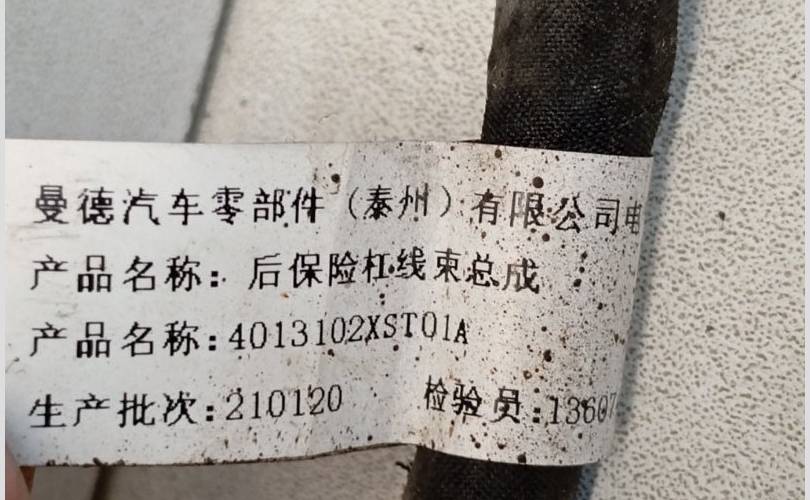 曼德汽车零部件（泰州）有限公司电
产品名称：后保险杠线束总成
产品名称：4013102XST01A
生产批次：210120 检验员：13607